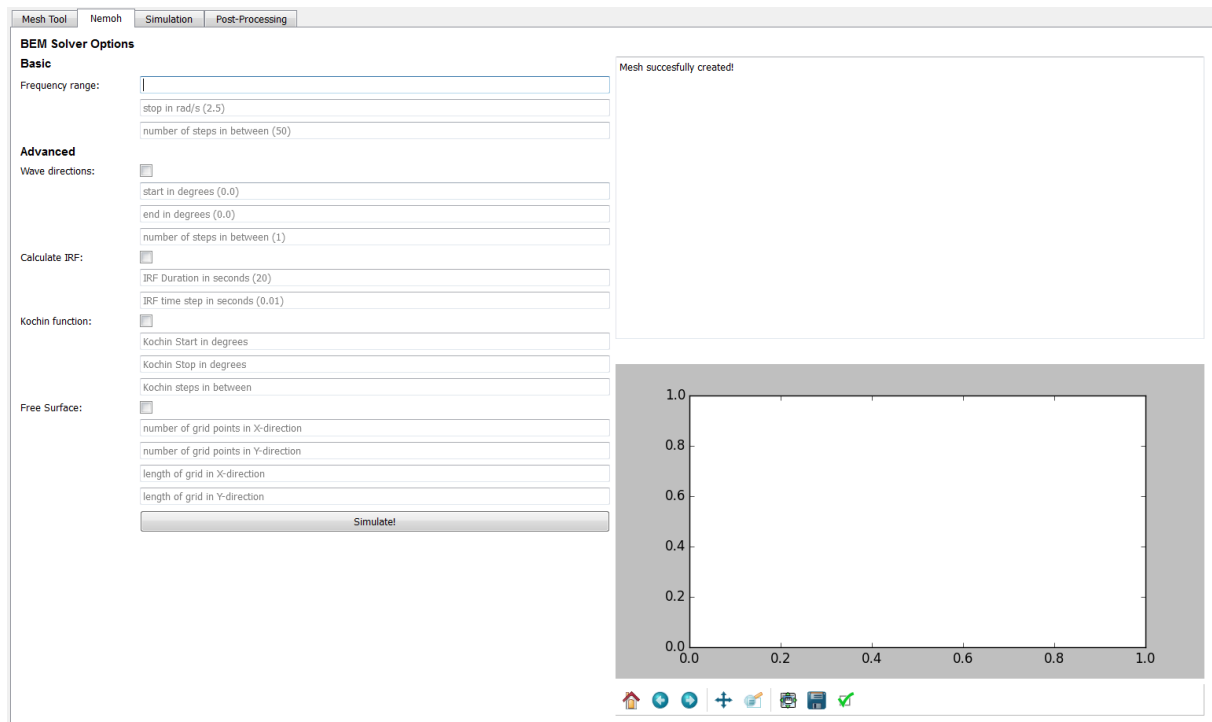 Mesh Tool Nemoh Simulation Post-Processing
BEM Solver Options
Basic
Frequency range:
stop in rad/s (2.5)
number of steps in between (50)
Advanced
Wave directions:
start in degrees (0.0)
end in degrees (0.0)
number of steps in between (1)
Calculate IRF:
IRF Duration in seconds (20)
IRF time step in seconds (0.01)
Kochin function:
Kochin Start in degrees
Kochin Stop in degrees
Kochin steps in between
Free Surface:
number of grid points in X-direction
number of grid points in Y-direction
length of grid in X-direction
length of grid in Y-direction
Simulate!
Mesh succesfully created!
1.0
0.8
0.6
0.4
0.2
0.0
0.0 0.2 0.4 0.6 0.8 1.0